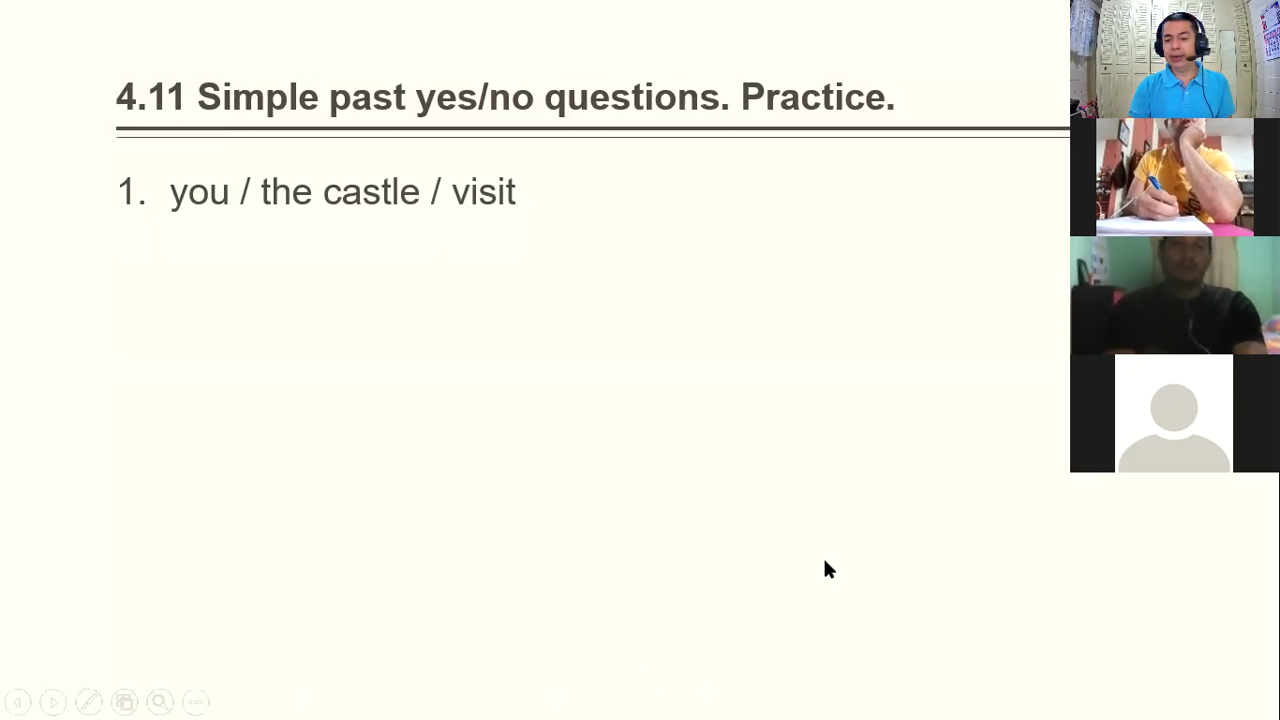 4.11 Simple past yes/no questions. Practice.
1. you / the castle / visit